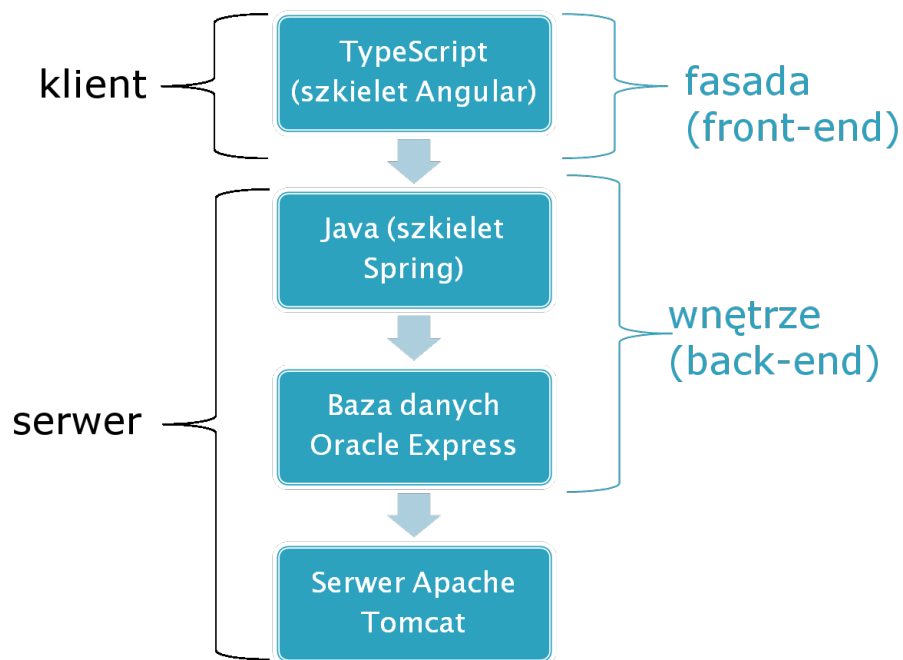 TypeScript
(szkielet Angular)
klient
fasada
(front-end)
Java (szkielet
Spring)
wnętrze
(back-end)
Baza danych
Oracle Express
serwer
Serwer Apache
Tomcat